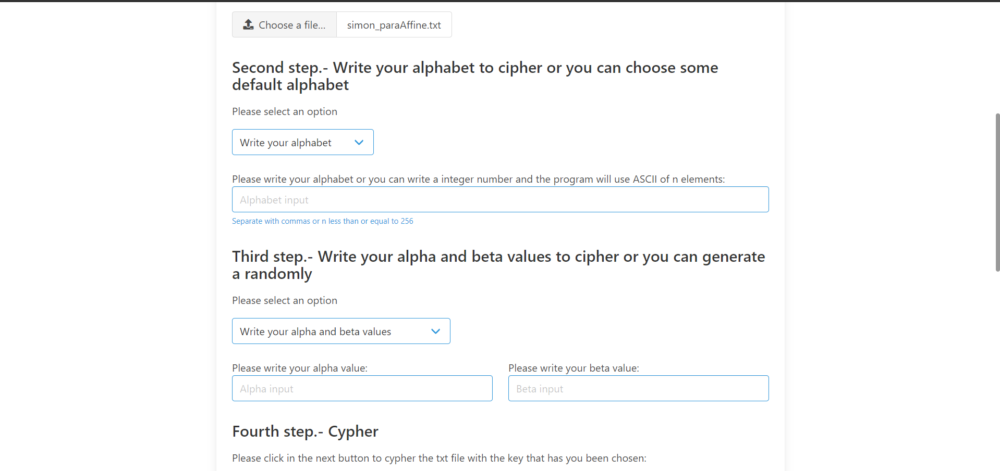 Choose a file... simon_paraAffine.txt
Second step.- Write your alphabet to cipher or you can choose some
default alphabet
Please select an option
Write your alphabet
Please write your alphabet or you can write a integer number and the program will use ASCII of n elements:
Alphabet input
Separate with commas or n less than or equal to 256
Third step.- Write your alpha and beta values to cipher or you can generate
a randomly
Please select an option
Write your alpha and beta values
Please write your alpha value: Please write your beta value:
Alpha input Beta input
Fourth step.- Cypher
Please click in the next button to cypher the txt file with the key that has you been chosen: